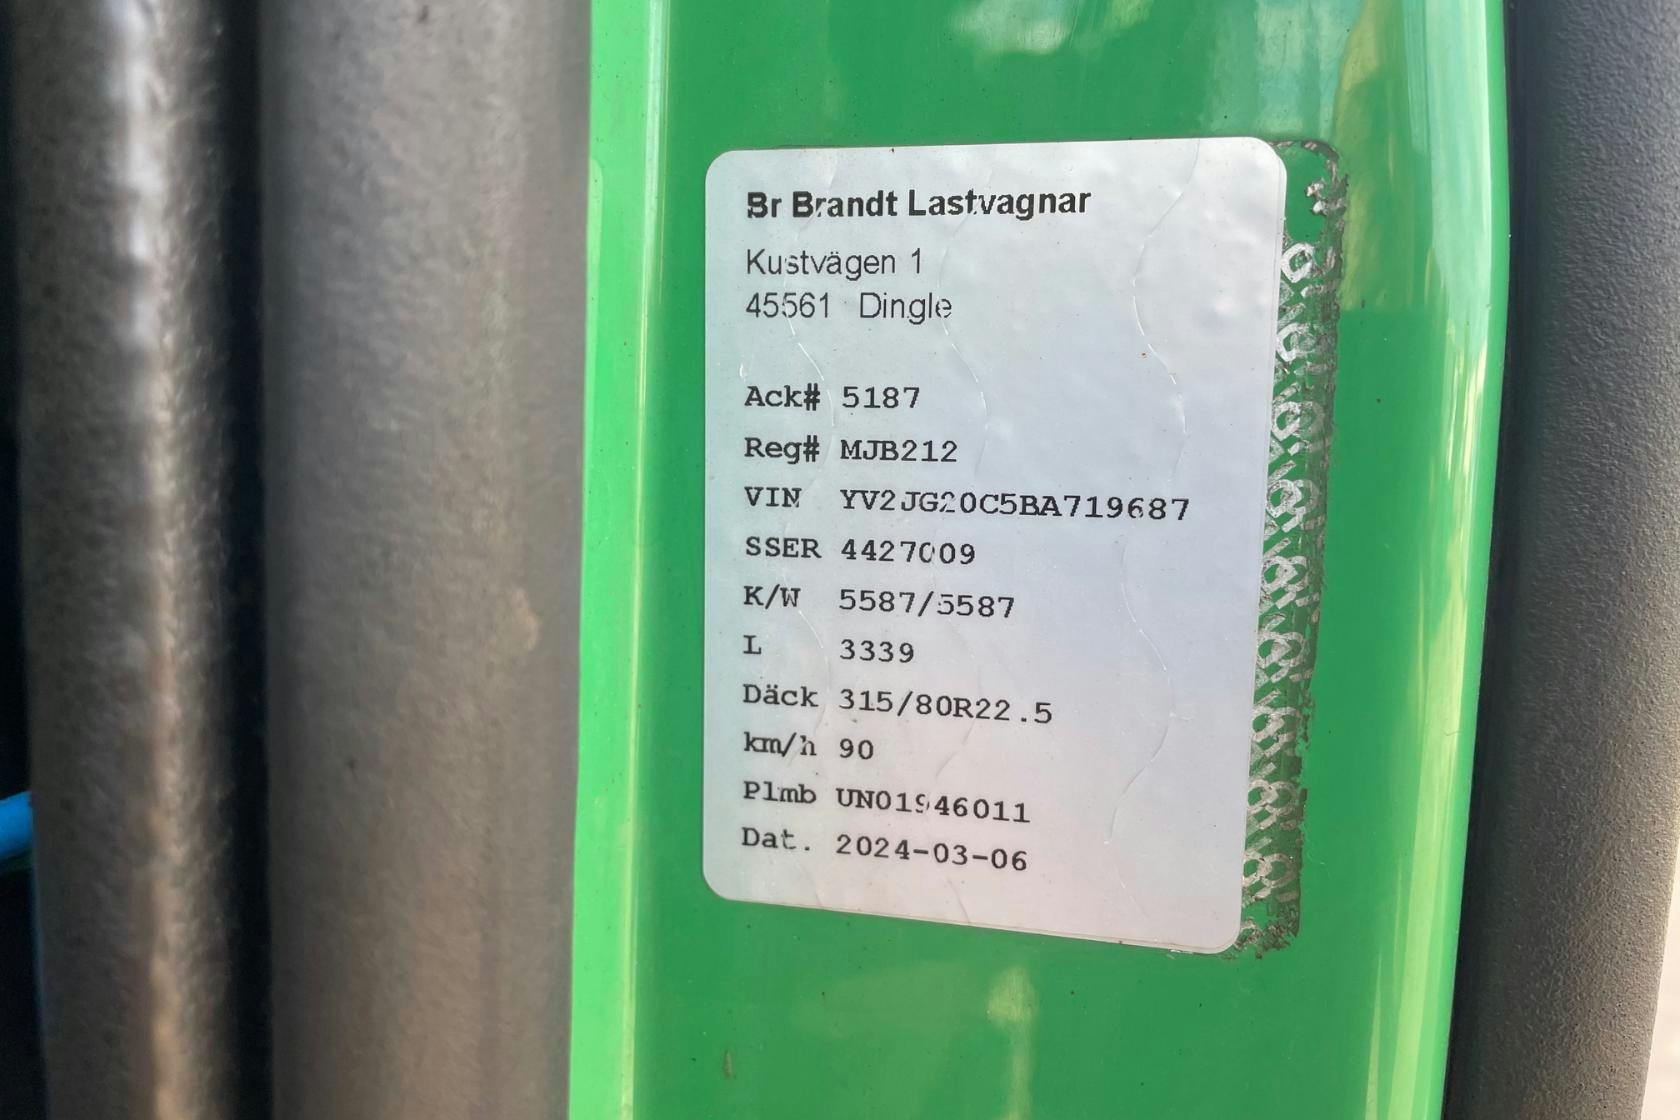 Br Brandt Lastvagnar
Kustvägen 1
45561 Dingle
Ack# 5187
Reg# MJB212
VIN YV2JG20C5BA719687
SSER 4427009
K/W 5587/5587
L 3339
Däck 315/80R22.5
km/h 90
Plmb UN01946011
Dat. 2024-03-06